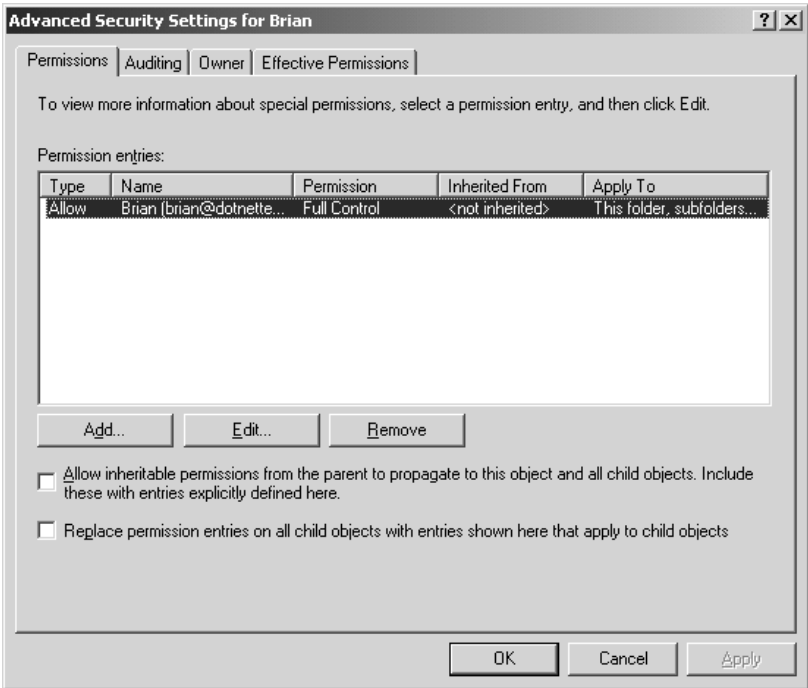 Advanced Security Settings for Brian
Permissions Auditing Owner Effective Permissions
To view more information about special permissions, select a permission entry, and then click Edit.
Permission entries:
Type Name Permission Inherited From Apply To
Allow Brian (brian@dotnette... Full Control <not inherited> This folder, subfolders...
Add... Edit... Remove
Allow inheritable permissions from the parent to propagate to this object and all child objects. Include
these with entries explicitly defined here.
Replace permission entries on all child objects with entries shown here that apply to child objects
OK Cancel Apply